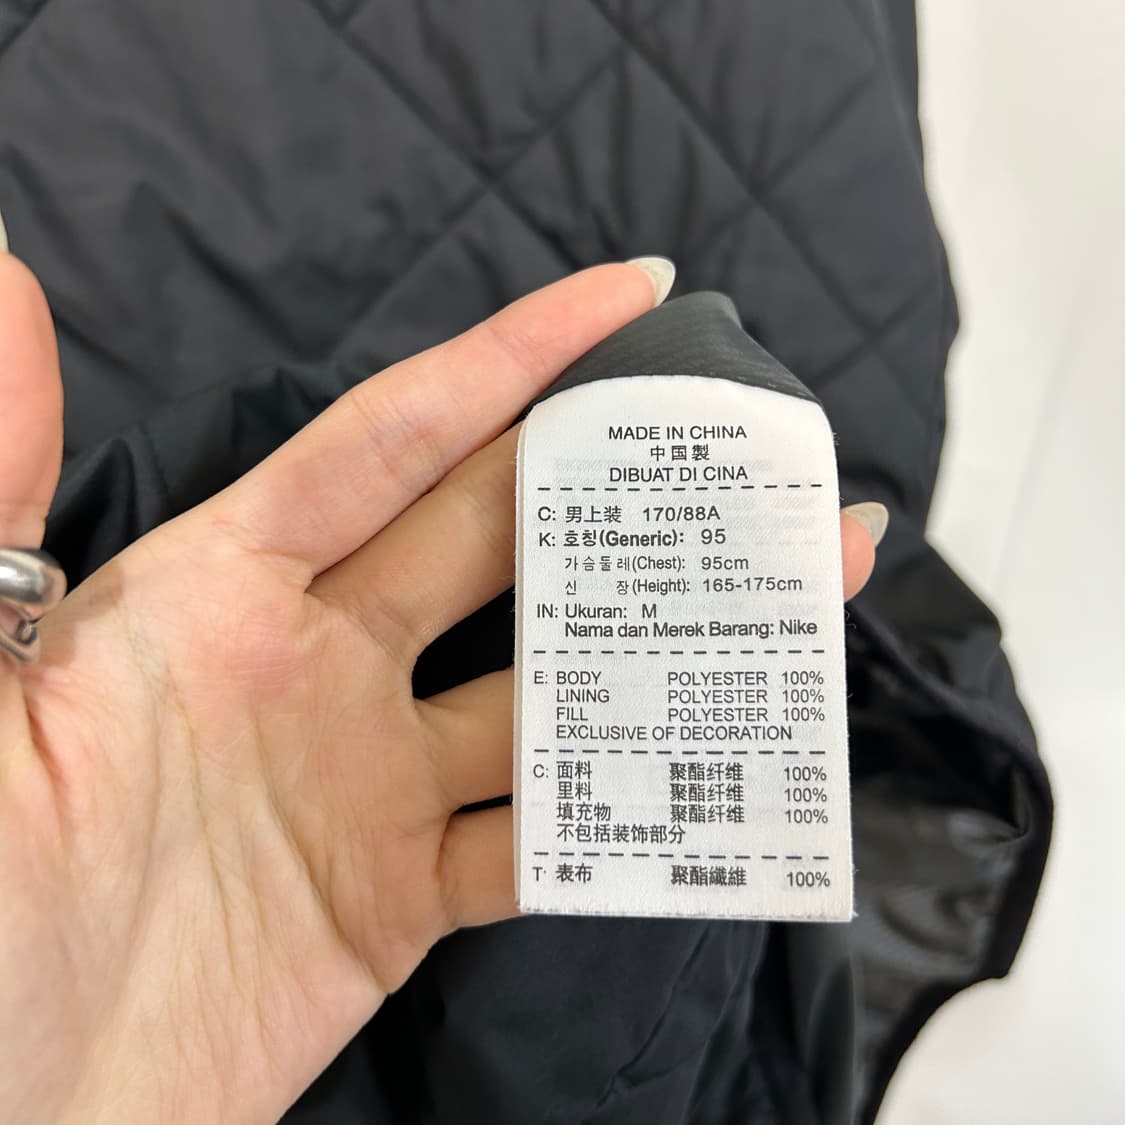 MADE IN CHINA
中国製
DIBUAT DI CINA
C: 男上装 170/88A
K: 호칭(Generic): 95
가슴둘레(Chest): 95cm
신 장(Height): 165-175cm
IN: Ukuran: M
Nama dan Merek Barang: Nike
E: BODY POLYESTER 100%
LINING POLYESTER 100%
FILL POLYESTER 100%
EXCLUSIVE OF DECORATION
C: 面料 聚酯纤维 100%
里料 聚酯纤维 100%
填充物 聚酯纤维 100%
不包括装饰部分
T: 表布 聚酯纖維 100%